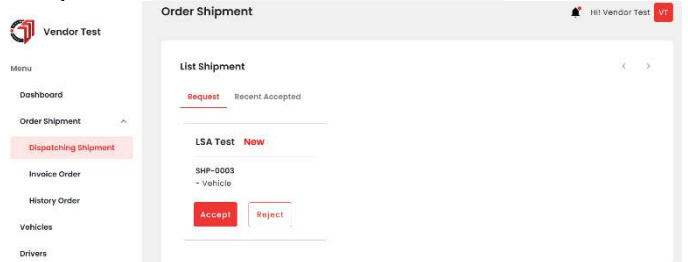 Vendor Test
Menu
Dashboard
Order Shipment
Dispatching Shipment
Invoice Order
History Order
Vehicles
Drivers
Order Shipment
Hi! Vendor Test VT
List Shipment
Request Recent Accepted
LSA Test New
SHP-0003
- Vehicle
Accept Reject